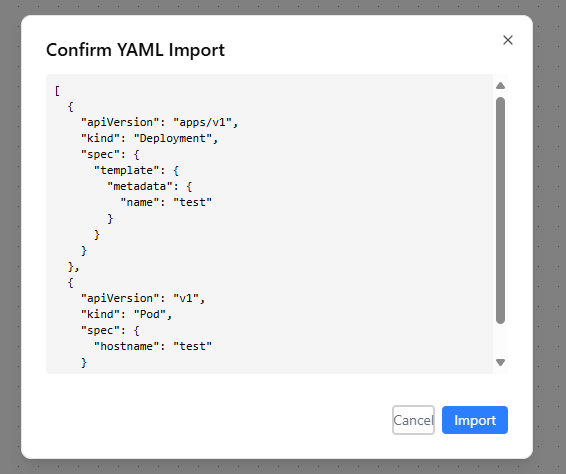 Confirm YAML Import
[
  {
    "apiVersion": "apps/v1",
    "kind": "Deployment",
    "spec": {
      "template": {
        "metadata": {
          "name": "test"
        }
      }
    }
  },
  {
    "apiVersion": "v1",
    "kind": "Pod",
    "spec": {
      "hostname": "test"
    }
Cancel Import